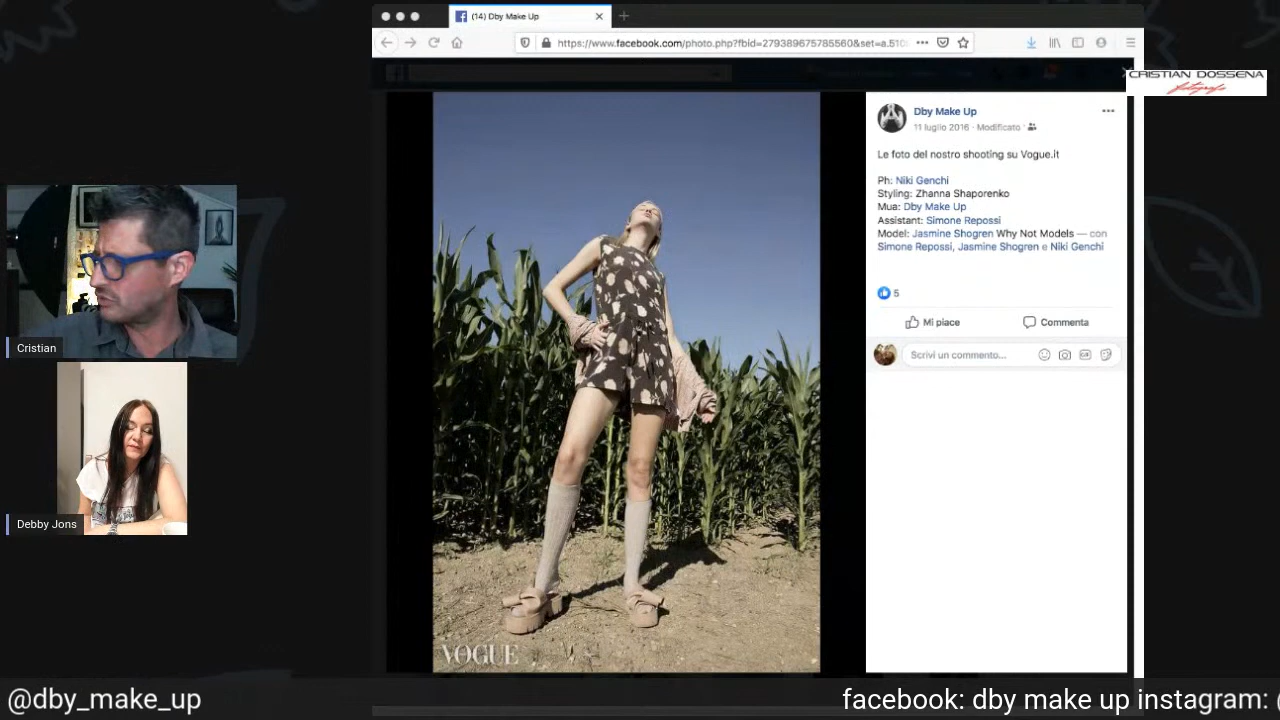 (14) Dby Make Up
https://www.facebook.com/photo.php?fbid=279389675785560&set=a.510
CRISTIAN DOSSENA
fotografo
Dby Make Up
11 luglio 2016 · Modificato ·
Le foto del nostro shooting su Vogue.it
Ph: Niki Genchi
Styling: Zhanna Shaporenko
Mua: Dby Make Up
Assistant: Simone Repossi
Model: Jasmine Shogren Why Not Models — con
Simone Repossi, Jasmine Shogren e Niki Genchi
5
Mi piace
Commenta
Scrivi un commento...
GIF
VOGUE
Cristian
Debby Jons
@dby_make_up
facebook: dby make up instagram: